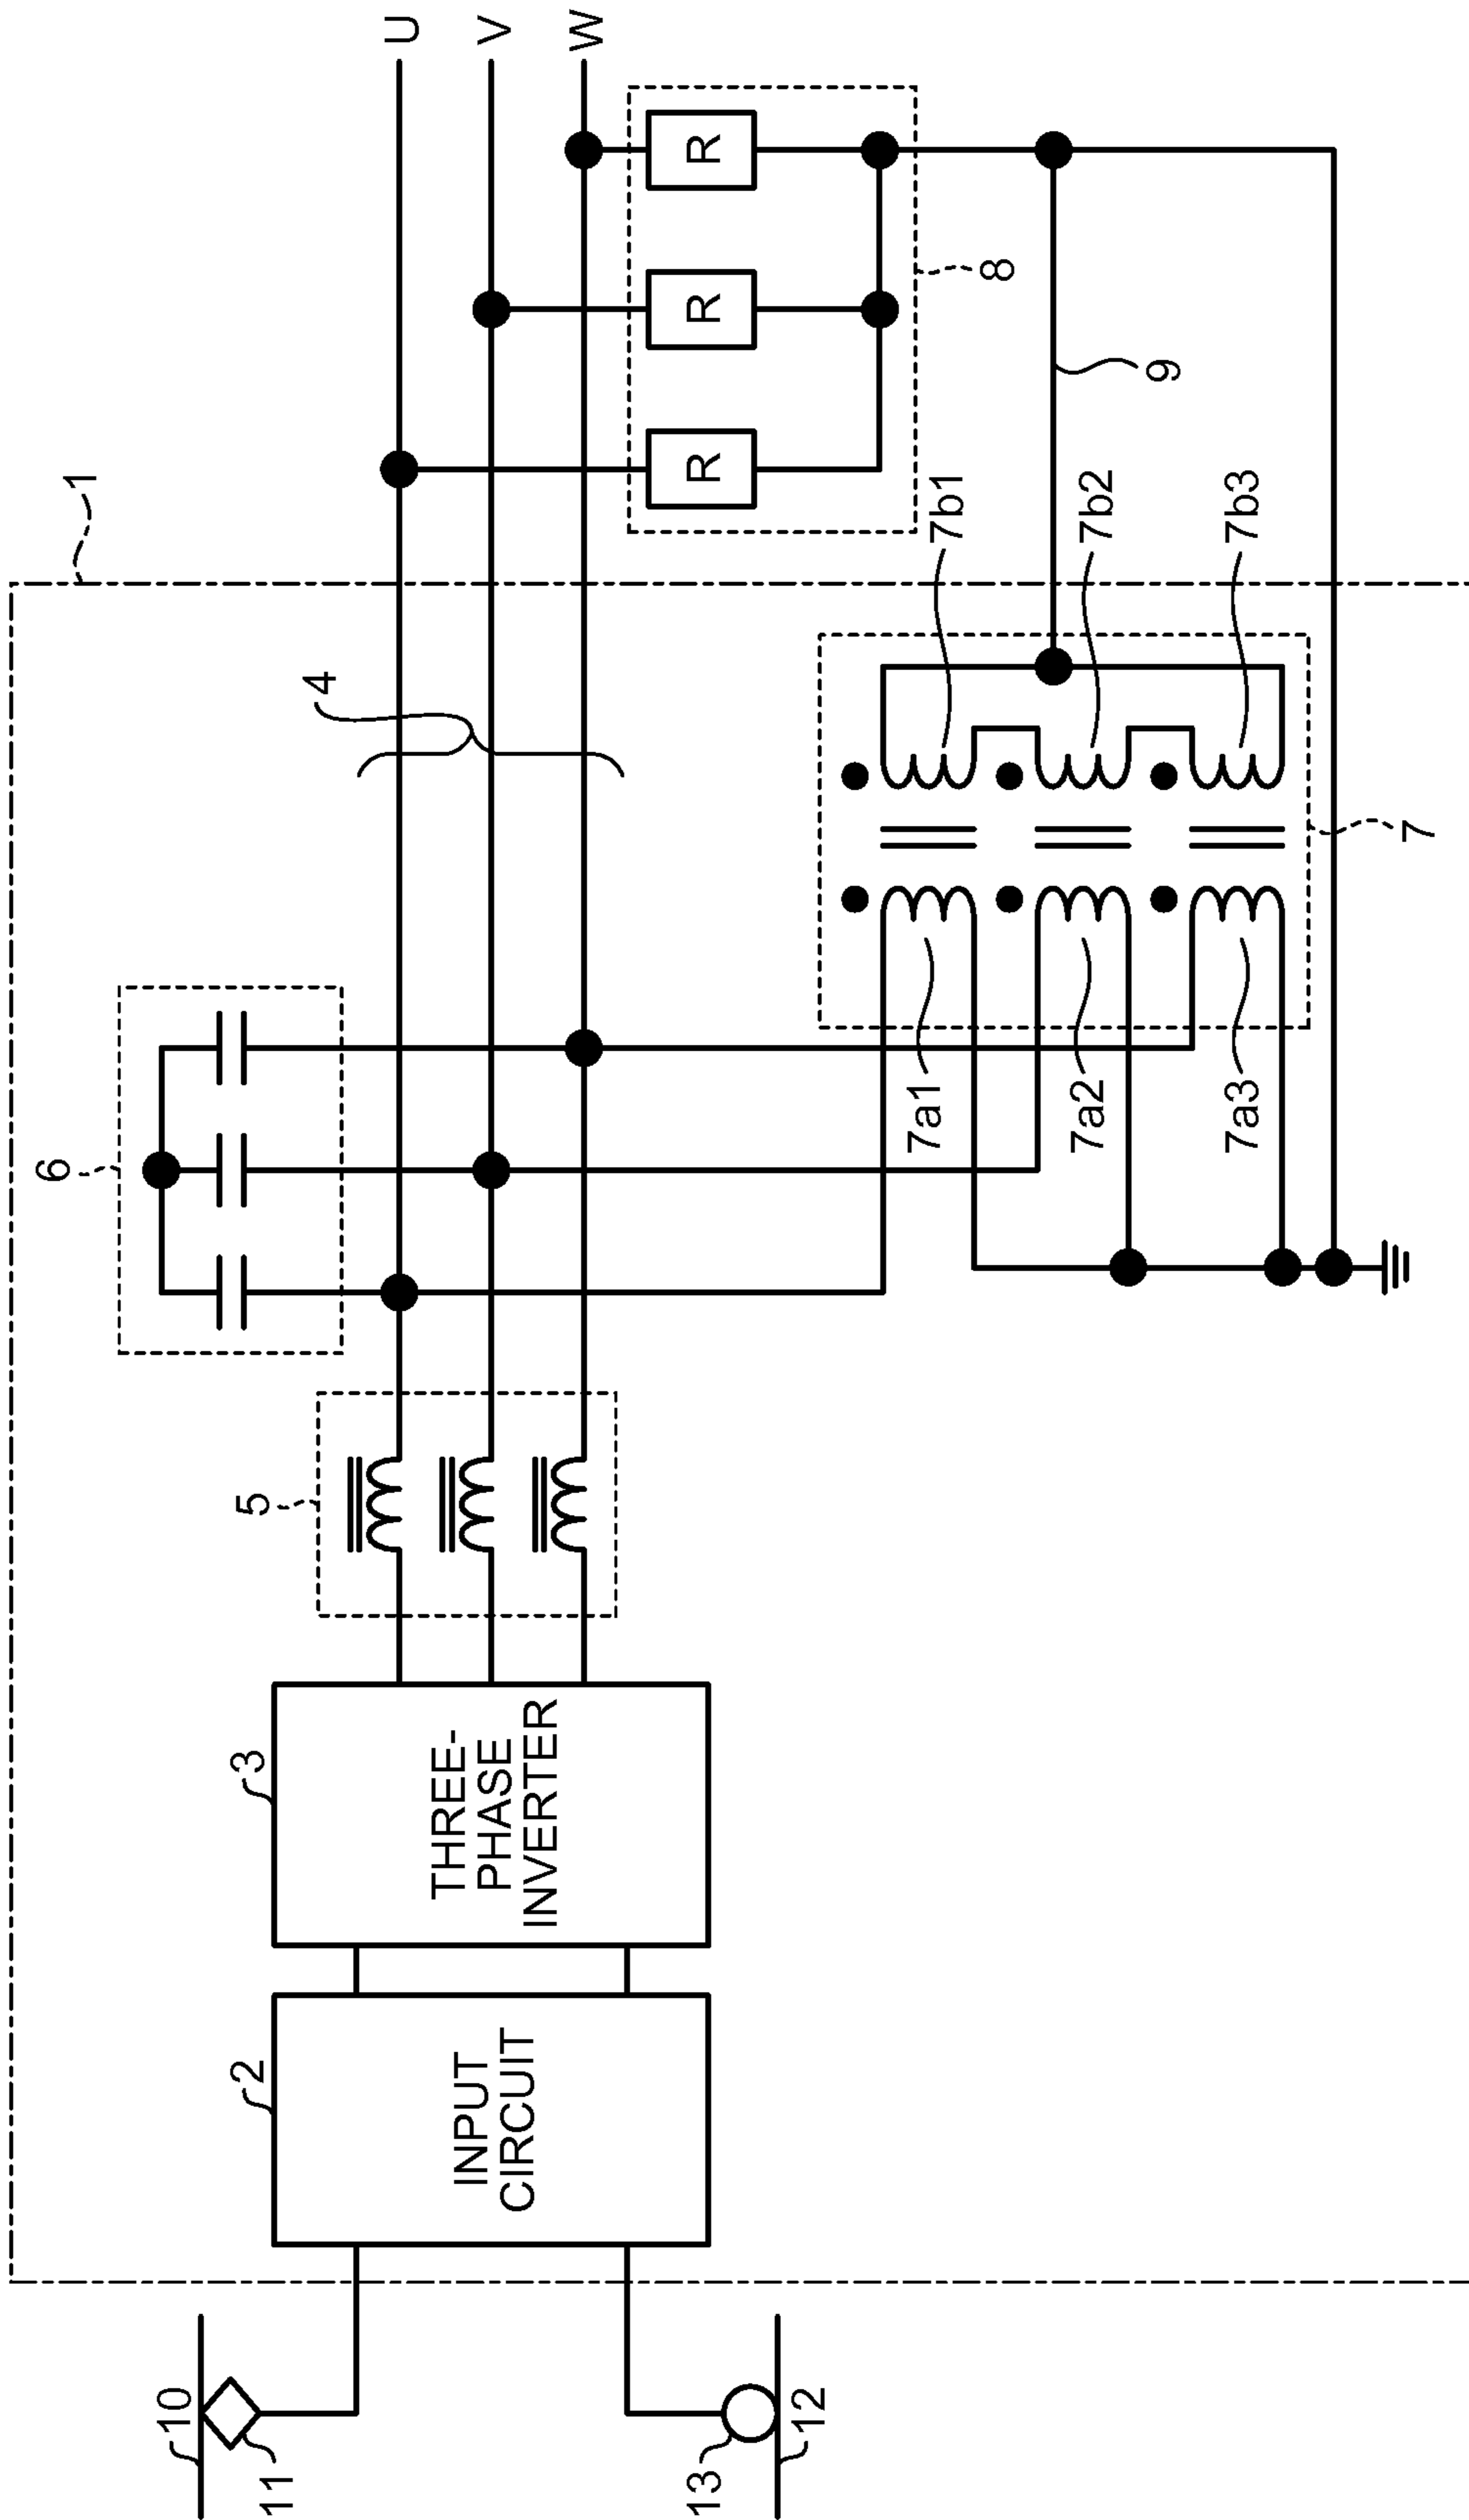 1
6
4
5
3
2
10
11
13
12
THREE-
PHASE
INVERTER
INPUT
CIRCUIT
U
V
W
R
R
R
8
9
7a1
7a2
7a3
7b1
7b2
7b3
7